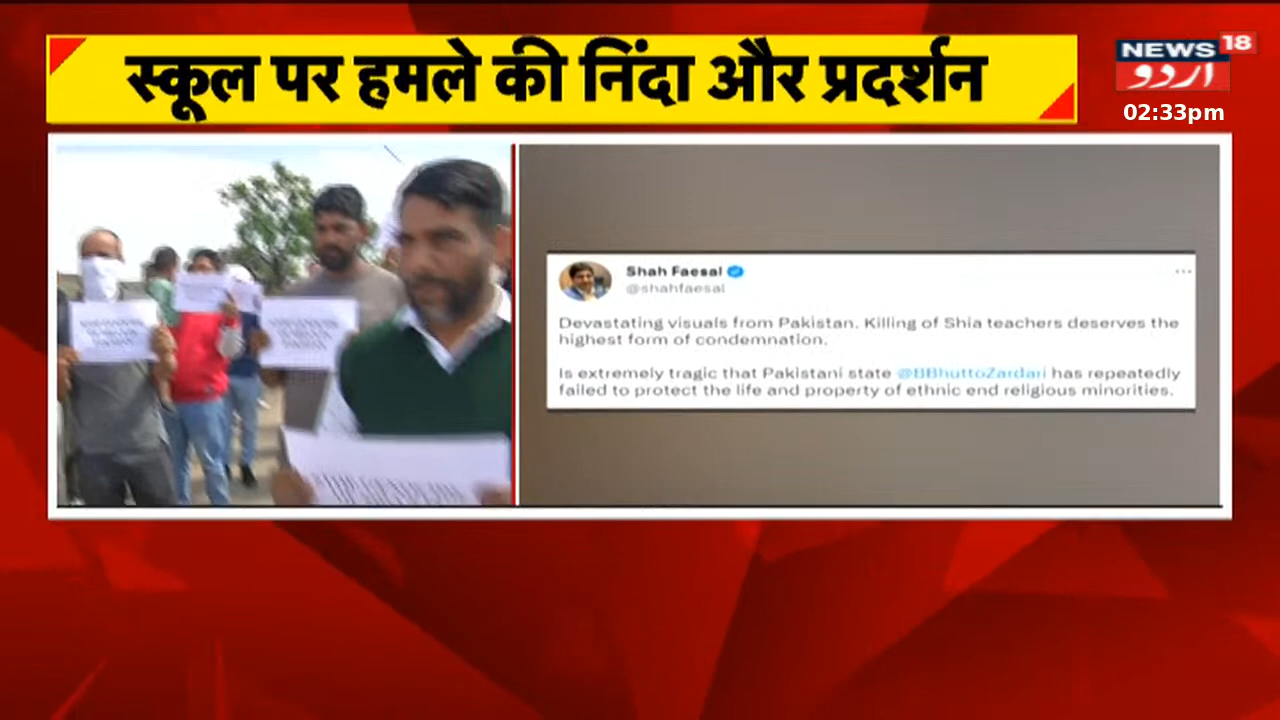 स्कूल पर हमले की निंदा और प्रदर्शन
NEWS 18
اردو
02:33pm
Shah Faesal
@shahfaesal
Devastating visuals from Pakistan. Killing of Shia teachers deserves the
highest form of condemnation.
Is extremely tragic that Pakistani state @BBhuttoZardari has repeatedly
failed to protect the life and property of ethnic end religious minorities.